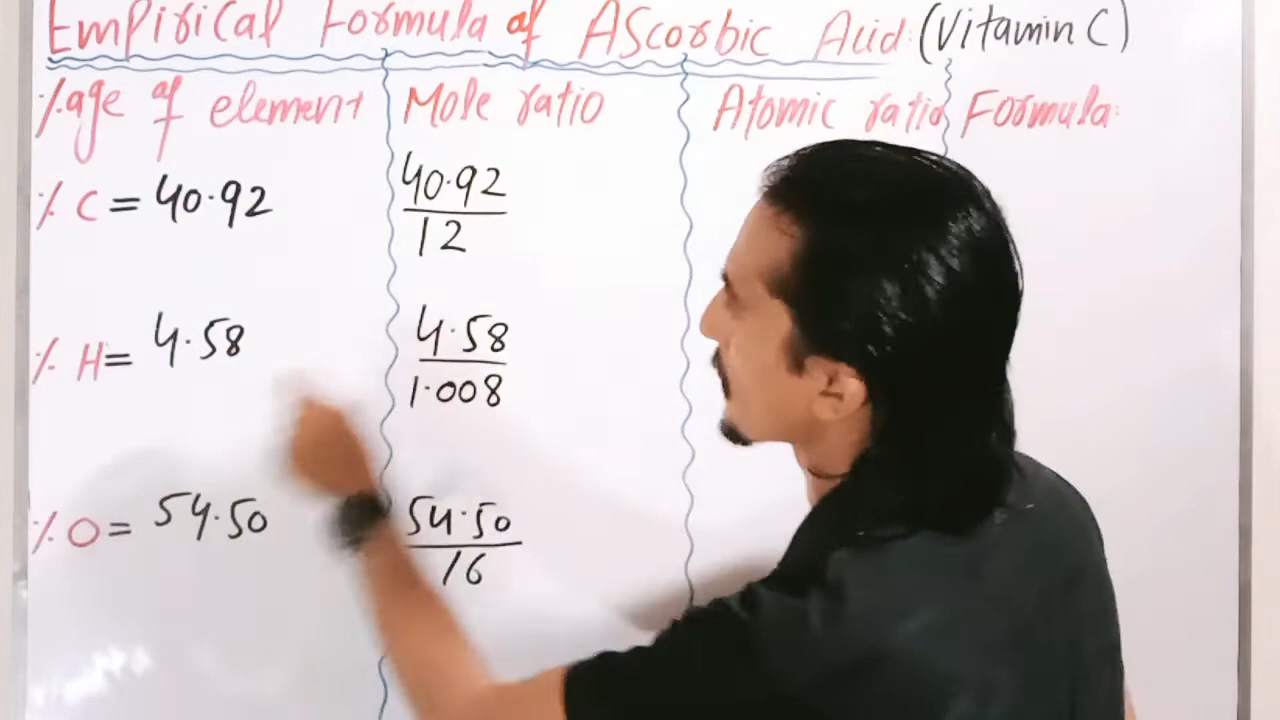 Empirical Formula of Ascorbic Acid (Vitamin C)
%age of element Mole ratio Atomic ratio Formula
% C = 40.92 40.92
12
% H = 4.58 4.58
1.008
% O = 54.50 54.50
16